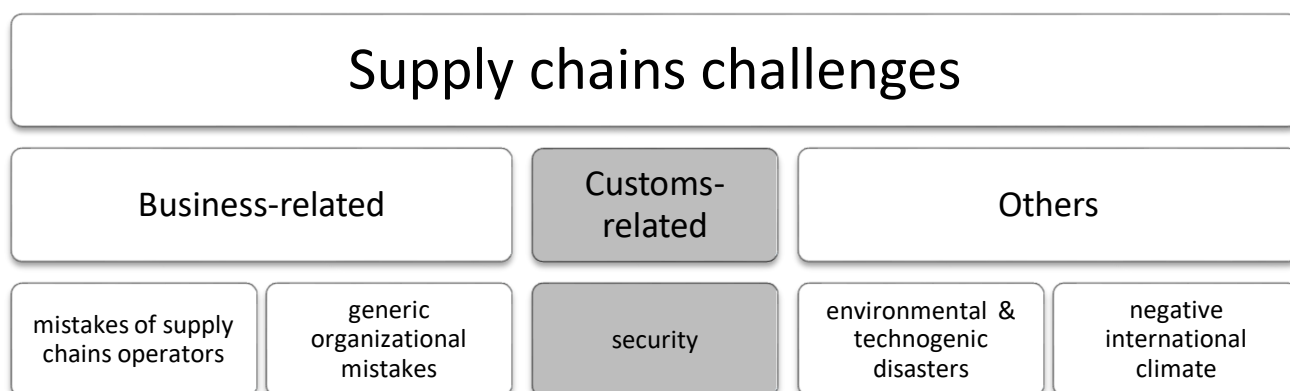 Supply chains challenges
Business-related
Customs-
related
Others
mistakes of supply
chains operators
generic
organizational
mistakes
security
environmental &
technogenic
disasters
negative
international
climate